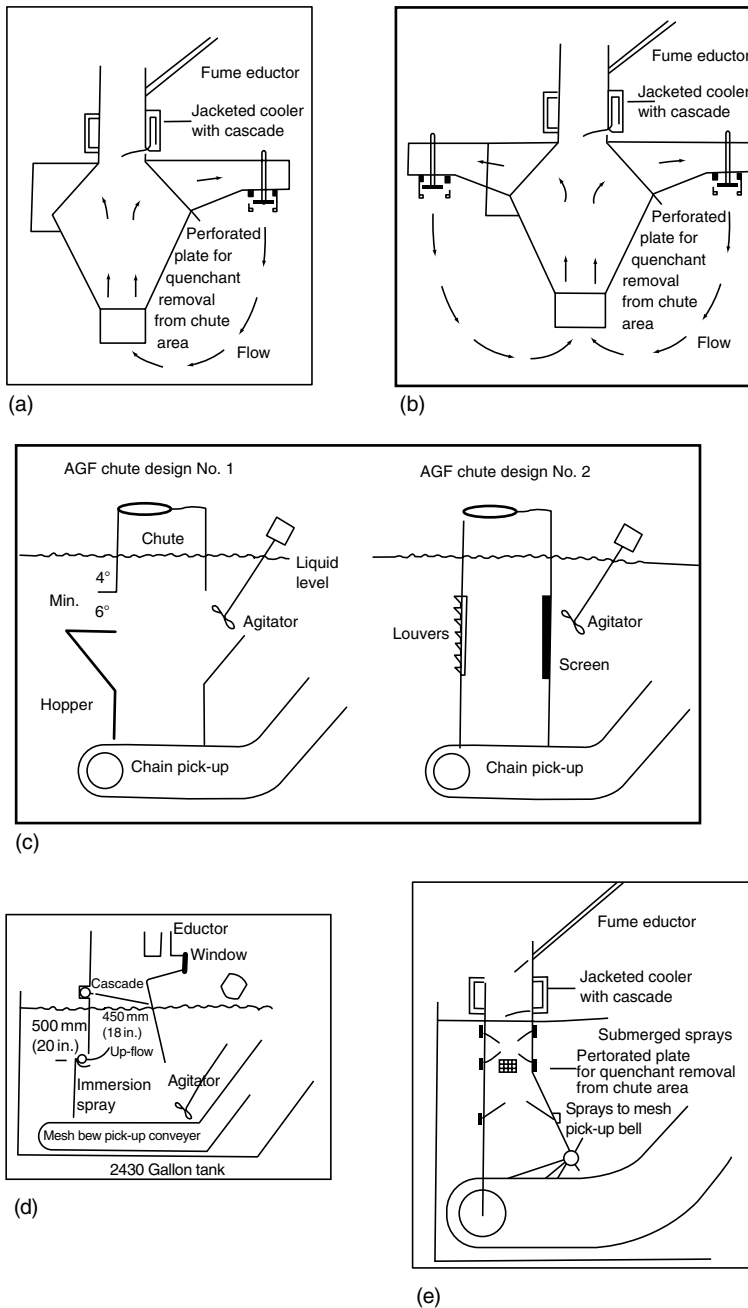 Fume eductor
Jacketed cooler
with cascade
Perforated
plate for
quenchant
removal
from chute
area
Flow
(a)
Fume eductor
Jacketed cooler
with cascade
Perforated
plate for
quenchant
removal
from chute
area
Flow
(b)
AGF chute design No. 1
Chute
4°
Min.
6°
Liquid
level
Agitator
Hopper
Chain pick-up
AGF chute design No. 2
Agitator
Louvers
Screen
Chain pick-up
(c)
Eductor
Window
Cascade
500 mm
(20 in.)
450 mm
(18 in.)
Up-flow
Immersion
spray
Agitator
Mesh bew pick-up conveyer
2430 Gallon tank
(d)
Fume eductor
Jacketed cooler
with cascade
Submerged sprays
Pertorated plate
for quenchant removal
from chute area
Sprays to mesh
pick-up bell
(e)